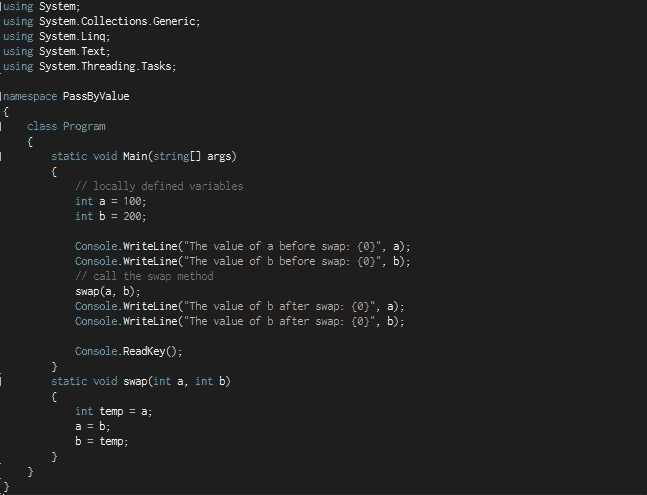 using System;
using System.Collections.Generic;
using System.Linq;
using System.Text;
using System.Threading.Tasks;

namespace PassByValue
{
    class Program
    {
        static void Main(string[] args)
        {
            // locally defined variables
            int a = 100;
            int b = 200;

            Console.WriteLine("The value of a before swap: {0}", a);
            Console.WriteLine("The value of b before swap: {0}", b);
            // call the swap method
            swap(a, b);
            Console.WriteLine("The value of b after swap: {0}", a);
            Console.WriteLine("The value of b after swap: {0}", b);

            Console.ReadKey();
        }
        static void swap(int a, int b)
        {
            int temp = a;
            a = b;
            b = temp;
        }
    }
}